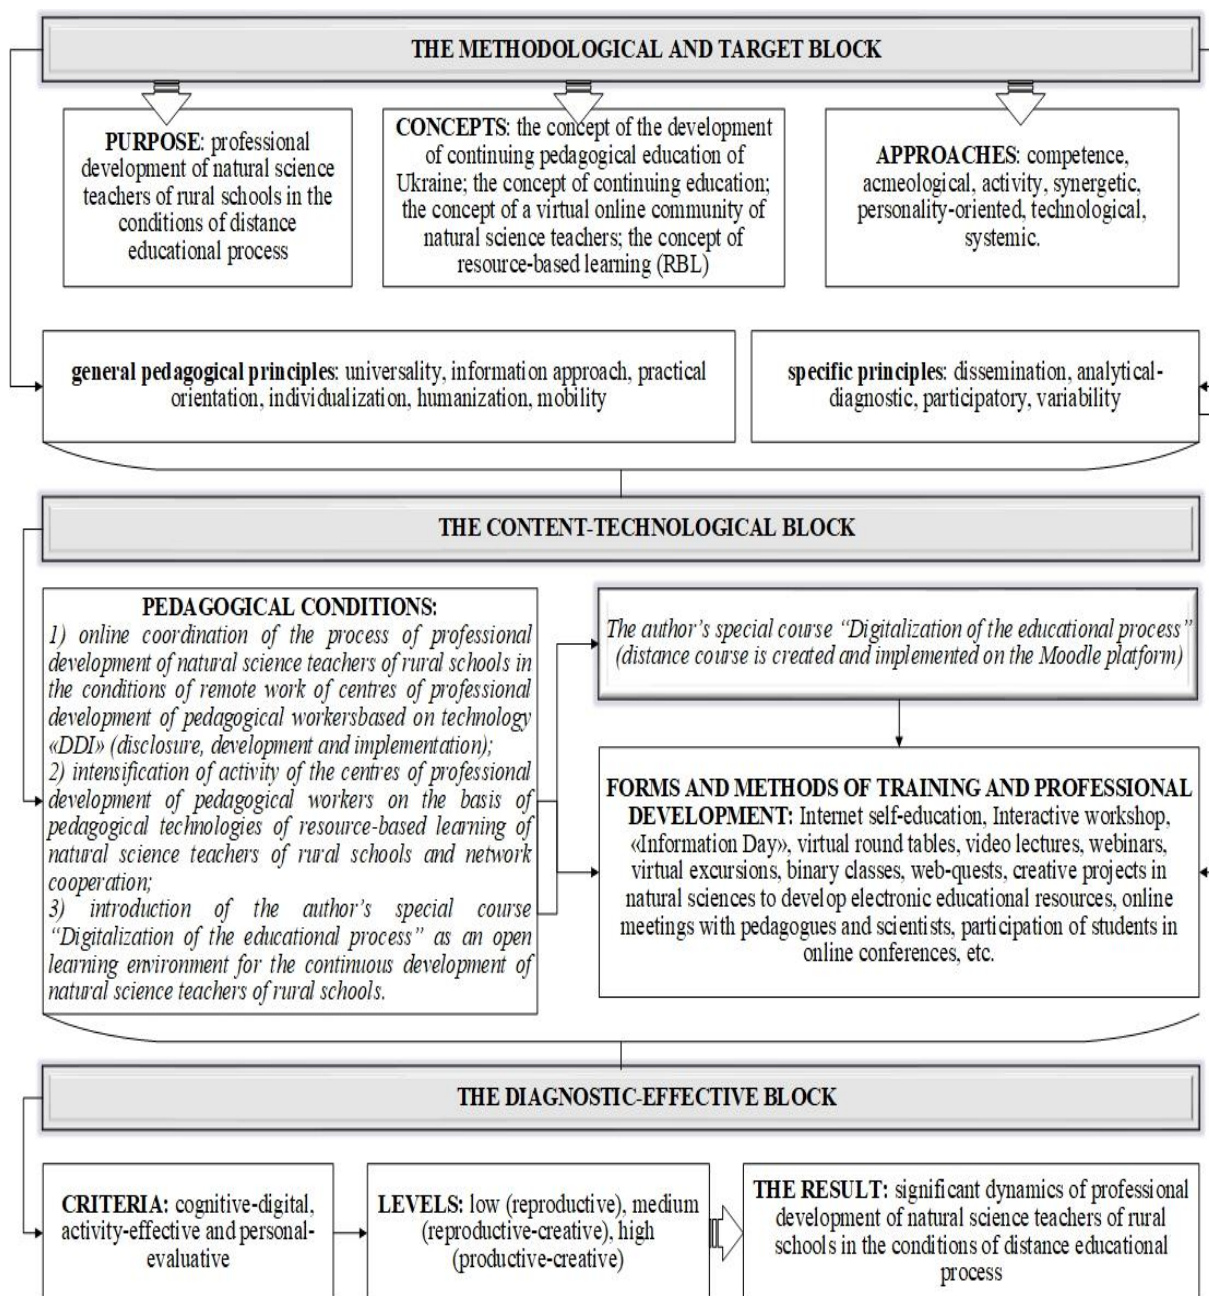 THE METHODOLOGICAL AND TARGET BLOCK
PURPOSE: professional
development of natural science
teachers of rural schools in the
conditions of distance
educational process
CONCEPTS: the concept of the development
of continuing pedagogical education of
Ukraine; the concept of continuing education;
the concept of a virtual online community of
natural science teachers; the concept of
resource-based learning (RBL)
APPROACHES: competence,
acmeological, activity, synergetic,
personality-oriented, technological,
systemic.
general pedagogical principles: universality, information approach, practical
orientation, individualization, humanization, mobility
specific principles: dissemination, analytical-
diagnostic, participatory, variability
THE CONTENT-TECHNOLOGICAL BLOCK
PEDAGOGICAL CONDITIONS:
1) online coordination of the process of professional
development of natural science teachers of rural schools in
the conditions of remote work of centres of professional
development of pedagogical workersbased on technology
«DDI» (disclosure, development and implementation);
2) intensification of activity of the centres of professional
development of pedagogical workers on the basis of
pedagogical technologies of resource-based learning of
natural science teachers of rural schools and network
cooperation;
3) introduction of the author's special course
“Digitalization of the educational process” as an open
learning environment for the continuous development of
natural science teachers of rural schools.
The author's special course “Digitalization of the educational process”
(distance course is created and implemented on the Moodle platform)
FORMS AND METHODS OF TRAINING AND PROFESSIONAL
DEVELOPMENT: Internet self-education, Interactive workshop,
«Information Day», virtual round tables, video lectures, webinars,
virtual excursions, binary classes, web-quests, creative projects in
natural sciences to develop electronic educational resources, online
meetings with pedagogues and scientists, participation of students in
online conferences, etc.
THE DIAGNOSTIC-EFFECTIVE BLOCK
CRITERIA: cognitive-digital,
activity-effective and personal-
evaluative
LEVELS: low (reproductive), medium
(reproductive-creative), high
(productive-creative)
THE RESULT: significant dynamics of professional
development of natural science teachers of rural
schools in the conditions of distance educational
process